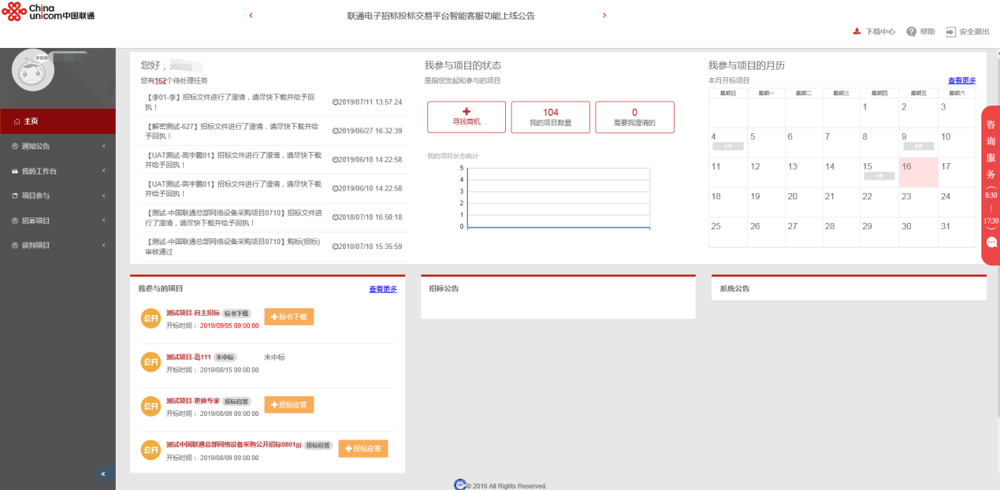 China
unicom中国联通
联通电子招标投标交易平台智能客服功能上线公告
下载中心
帮助
安全退出
主页
通知公告
我的工作台
项目参与
招募项目
谈判项目
您好，
您有162个待处理任务
【李01-李】招标文件进行了澄清，请尽快下载并给予回
执！
2019/07/11 13:57:24
【解密测试-627】招标文件进行了澄清，请尽快下载并给
予回执！
2019/06/27 16:32:39
【UAT测试-高宇鹏01】招标文件进行了澄清，请尽快下载
并给予回执！
2019/06/10 14:22:58
【UAT测试-高宇鹏01】招标文件进行了澄清，请尽快下载
并给予回执！
2019/06/10 14:22:58
【测试-中国联通总部网络设备采购项目0710】招标文件进
行了澄清，请尽快下载并给予回执！
2018/07/10 16:50:18
【测试-中国联通总部网络设备采购项目0710】购标(招标)
审核通过
2018/07/10 15:35:59
我参与项目的状态
是指您发起和参与的项目
寻找商机
104
我的项目数量
0
需要我澄清的
我的项目状态统计
5
4
3
2
1
0
我参与项目的月历
本月开标项目
查看更多
星期日 星期一 星期二 星期三 星期四 星期五 星期六
1 2 3
4 5 6 7 8 9 10
11 12 13 14 15 16 17
18 19 20 21 22 23 24
25 26 27 28 29 30 31
咨
询
服
务
8:30
17:30
我参与的项目
查看更多
公开
测试项目-自主招标 标书下载
标书下载
开标时间： 2019/09/05 09:00:00
公开
测试项目-高111 未中标
未中标
开标时间： 2019/08/15 09:00:00
公开
测试项目-更换专家 投标应答
投标应答
开标时间： 2019/08/09 09:00:00
公开
测试中国联通总部网络设备采购公开招标0801gj 投标应答
投标应答
开标时间： 2019/08/09 09:00:00
招标公告
系统公告
© 2016 All Rights Reserved.